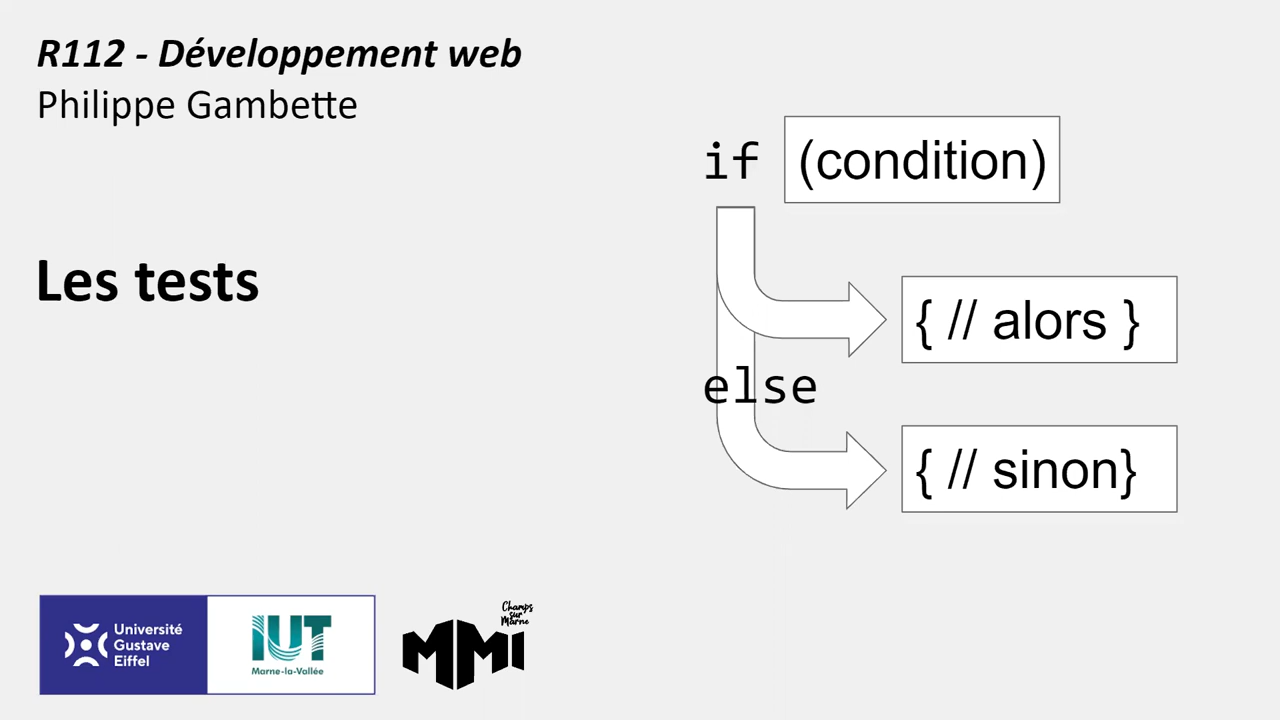 R112 - Développement web
Philippe Gambette
if (condition)
Les tests
{ // alors }
else
{ // sinon}
Université
Gustave
Eiffel
IUT
Marne-la-Vallée
Champs
sur
Marne
MMI